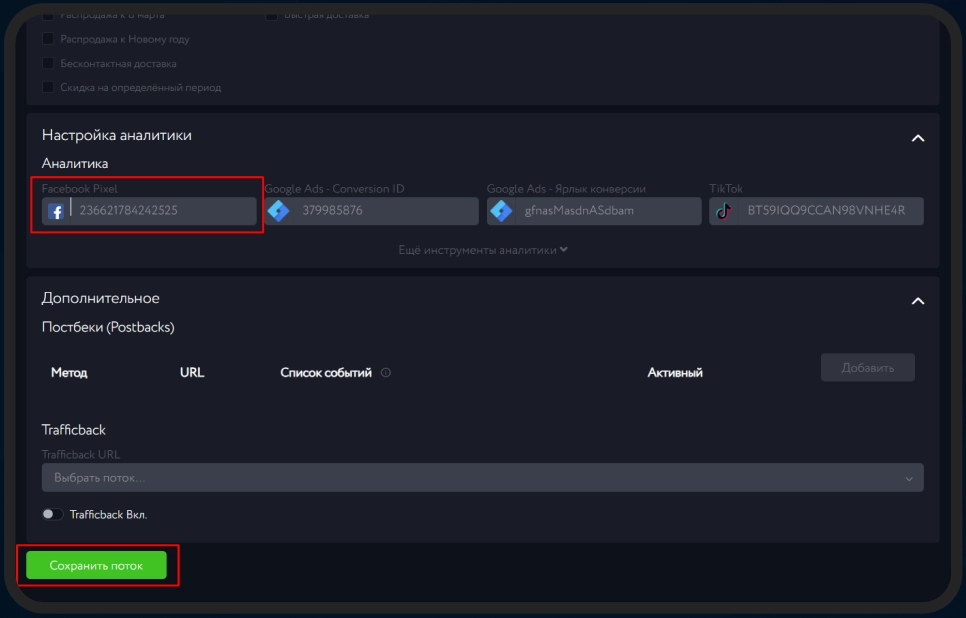 Распродажа к 8 марта
Быстрая доставка
Распродажа к Новому году
Бесконтактная доставка
Скидка на определённый период
Настройка аналитики
Аналитика
Facebook Pixel
Google Ads - Conversion ID
Google Ads - Ярлык конверсии
TikTok
236621784242525
379985876
gfnasMasdnASdbam
BT59IQQ9CCAN98VNHE4R
Ещё инструменты аналитики
Дополнительное
Постбеки (Postbacks)
Метод
URL
Список событий
Активный
Добавить
Trafficback
Trafficback URL
Выбрать поток...
Trafficback Вкл.
Сохранить поток